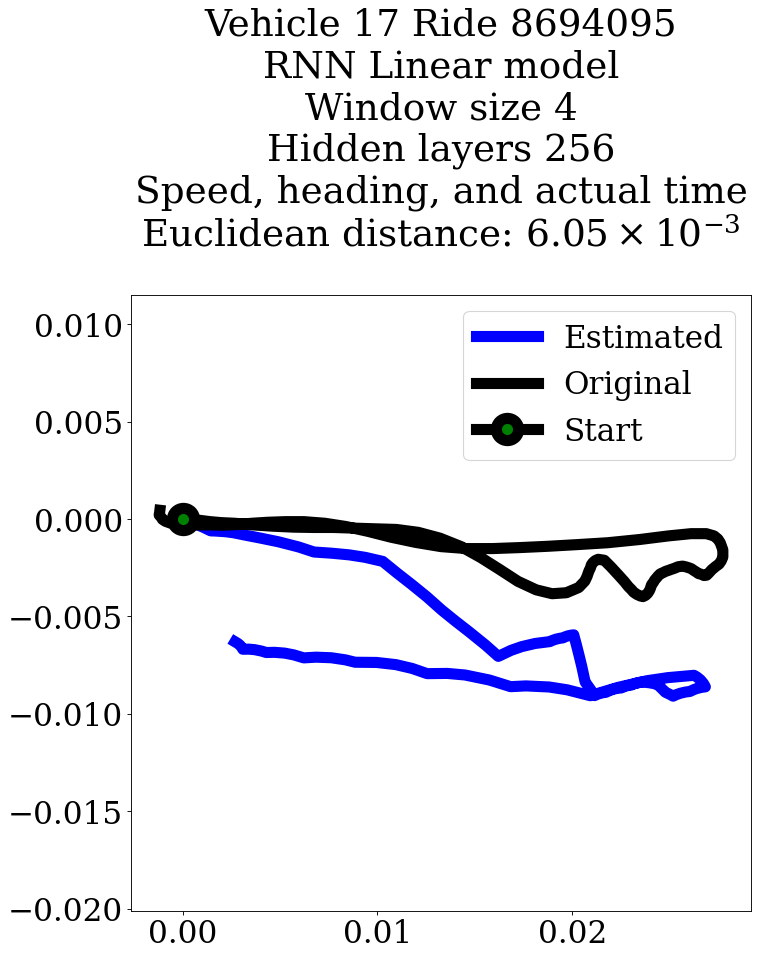 Vehicle 17 Ride 8694095
RNN Linear model
Window size 4
Hidden layers 256
Speed, heading, and actual time
Euclidean distance: 6.05 × 10⁻³
Estimated
Original
Start
0.010
0.005
0.000
−0.005
−0.010
−0.015
−0.020
0.00 0.01 0.02